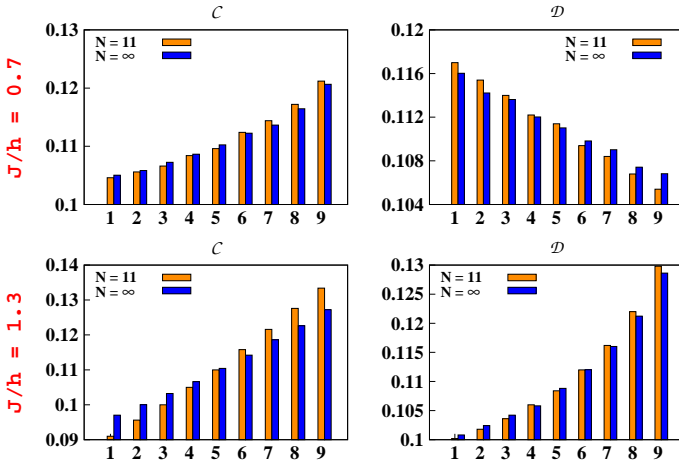 C
D
J/h = 0.7
0.13
0.12
0.11
0.1
N = 11
N = ∞
1 2 3 4 5 6 7 8 9
0.116
0.112
0.108
0.104
N = 11
N = ∞
1 2 3 4 5 6 7 8 9
C
D
J/h = 1.3
0.14
0.13
0.12
0.11
0.1
0.09
N = 11
N = ∞
1 2 3 4 5 6 7 8 9
0.13
0.125
0.12
0.115
0.11
0.105
0.1
N = 11
N = ∞
1 2 3 4 5 6 7 8 9